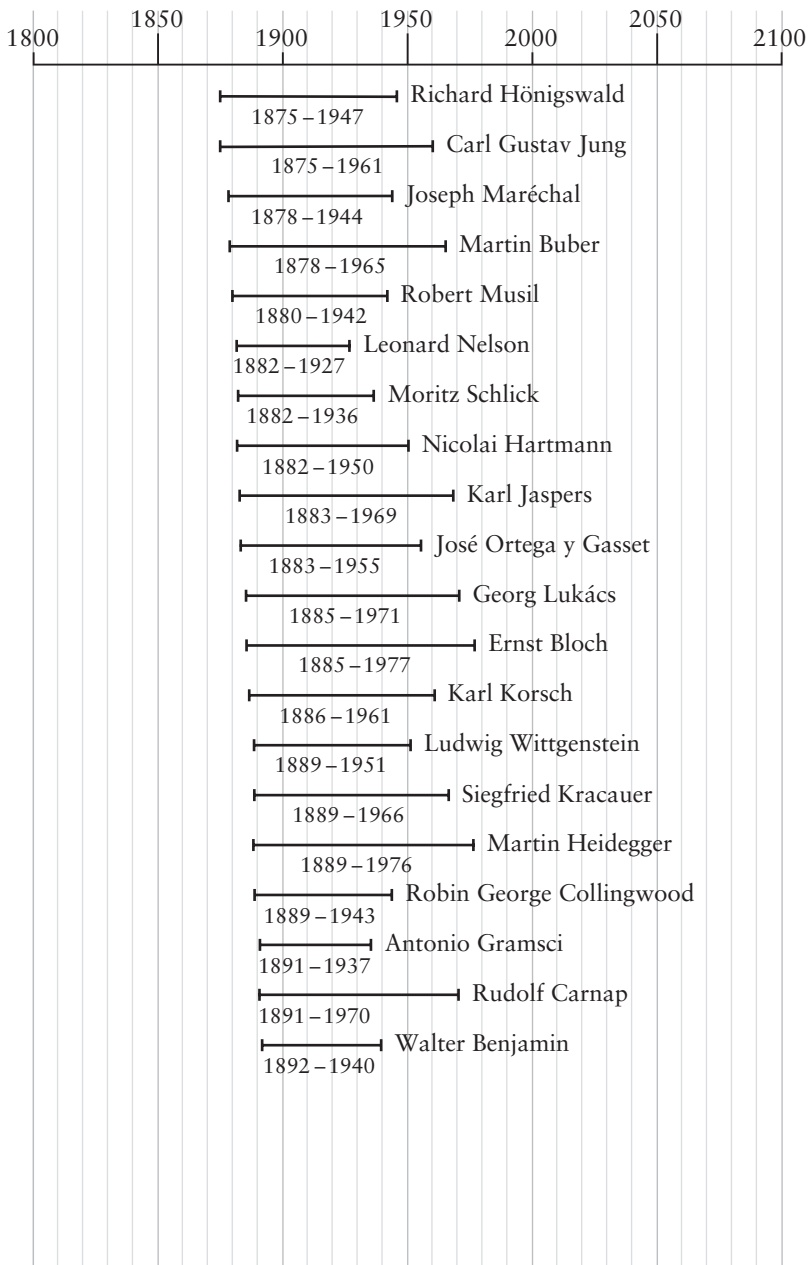 1850 1950 2050
1800 1900 2000 2100
Richard Hönigswald
1875–1947
Carl Gustav Jung
1875–1961
Joseph Maréchal
1878–1944
Martin Buber
1878–1965
Robert Musil
1880–1942
Leonard Nelson
1882–1927
Moritz Schlick
1882–1936
Nicolai Hartmann
1882–1950
Karl Jaspers
1883–1969
José Ortega y Gasset
1883–1955
Georg Lukács
1885–1971
Ernst Bloch
1885–1977
Karl Korsch
1886–1961
Ludwig Wittgenstein
1889–1951
Siegfried Kracauer
1889–1966
Martin Heidegger
1889–1976
Robin George Collingwood
1889–1943
Antonio Gramsci
1891–1937
Rudolf Carnap
1891–1970
Walter Benjamin
1892–1940